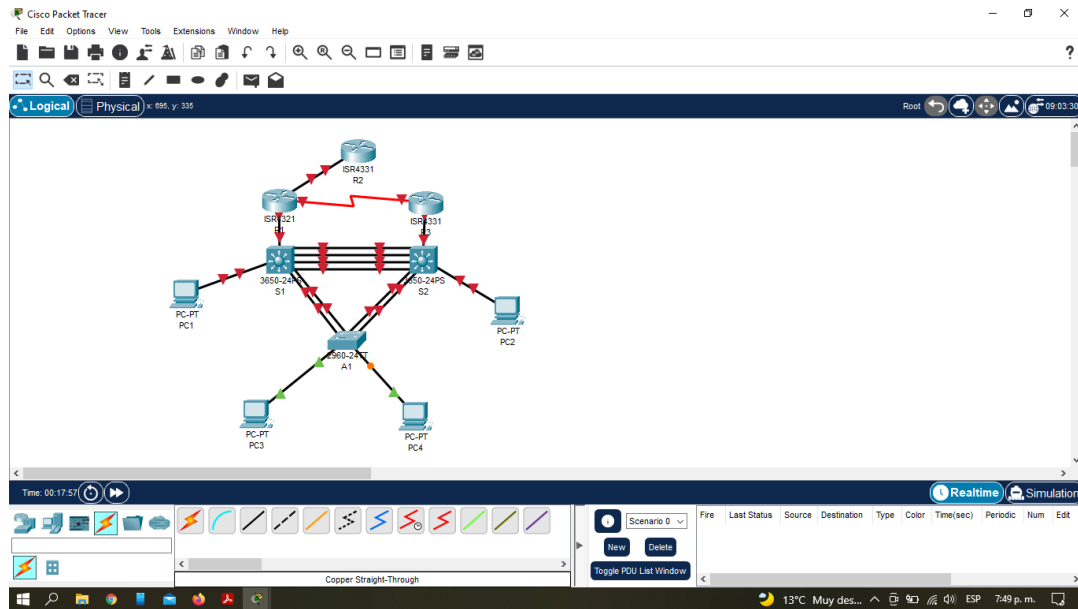 Cisco Packet Tracer
File Edit Options View Tools Extensions Window Help
?
Logical Physical x: 695, y: 335 Root 09:03:30
ISR4331
R2
ISR4321
R1
ISR4331
R3
3650-24PS
S1
3650-24PS
S2
PC-PT
PC1
PC-PT
PC2
2960-24TT
A1
PC-PT
PC3
PC-PT
PC4
Time: 00:17:57 Realtime Simulation
Scenario 0
New Delete
Toggle PDU List Window
Fire Last Status Source Destination Type Color Time(sec) Periodic Num Edit
Copper Straight-Through
13°C Muy des... ESP 7:49 p. m.